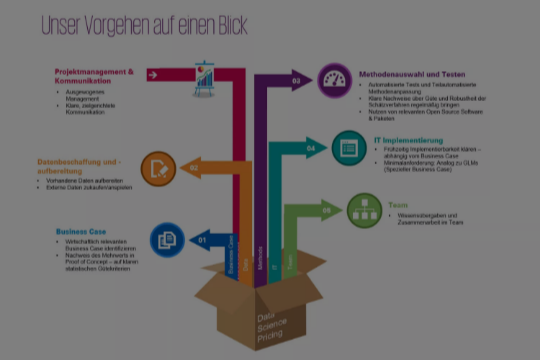 Unser Vorgehen auf einen Blick
Projektmanagement &
Kommunikation
• Ausgewogenes
Management
• Klare, zielgerichtete
Kommunikation
03
Methodenauswahl und Testen
• Automatisierte Tests und Teilautomatisierte
Methodenanpassung
• Klare Nachweise über Güte und Robustheit der
Schätzverfahren regelmäßig bringen
• Nutzen von relevanten Open Source Software
& Paketen
04
IT Implementierung
• Frühzeitig Implementierbarkeit klären –
abhängig vom Business Case
• Minimalanforderung: Analog zu GLMs
(Spezieller Business Case)
Datenbeschaffung und -
aufbereitung
• Vorhandene Daten aufbereiten
• Externe Daten zukaufen/anspielen
02
05
Team
• Wissensübergaben und
Zusammenarbeit im Team
Business Case
• Wirtschaftlich relevanten
Business Case identifizieren
• Nachweis des Mehrwerts in
Proof of Concept – auf klaren
statistischen Gütekriterien
01
Business Case
Data
Methods
IT
Team
Data
Science
Pricing